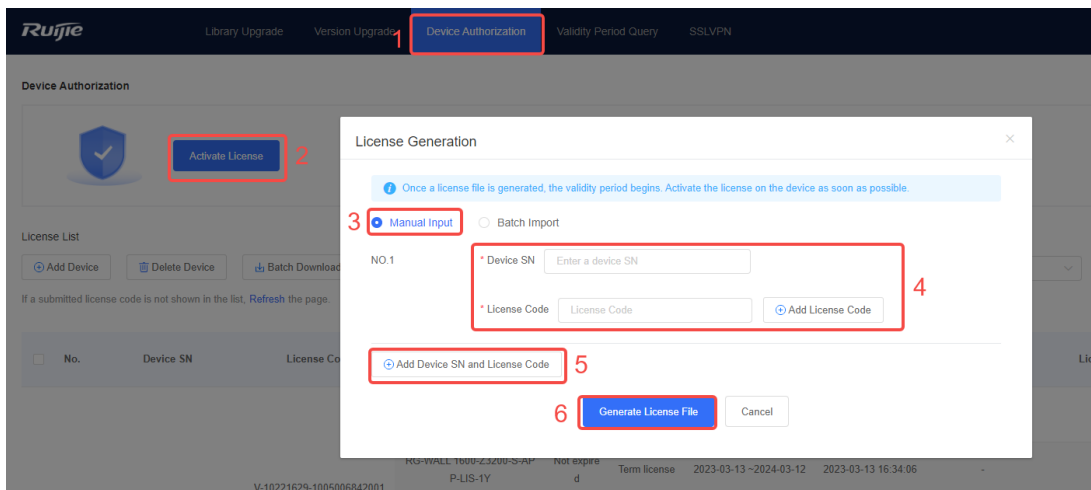 Ruijie
Library Upgrade Version Upgrade 1 Device Authorization Validity Period Query SSLVPN
Device Authorization
Activate License 2
License Generation
Once a license file is generated, the validity period begins. Activate the license on the device as soon as possible.
3 Manual Input Batch Import
License List
NO.1 * Device SN Enter a device SN
Add Device Delete Device Batch Download
4
If a submitted license code is not shown in the list, Refresh the page.
* License Code License Code Add License Code
No. Device SN License Co
Add Device SN and License Code 5
6 Generate License File Cancel
RG-WALL 1600-Z3200-S-AP
P-LIS-1Y
Not expire
d
Term license 2023-03-13 ~2024-03-12 2023-03-13 16:34:06 -
V-10221629-1005006842001